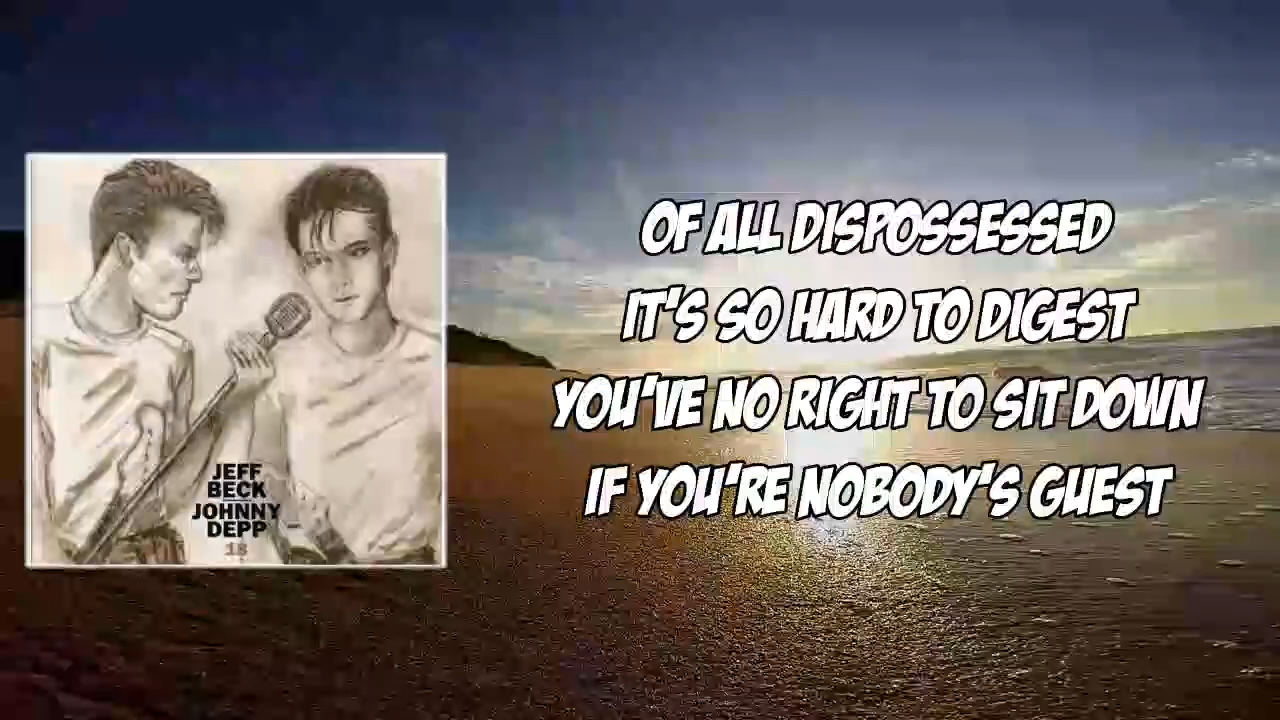 JEFF
BECK
JOHNNY
DEPP
18
OF ALL DISPOSSESSED
IT'S SO HARD TO DIGEST
YOU'VE NO RIGHT TO SIT DOWN
IF YOU'RE NOBODY'S GUEST